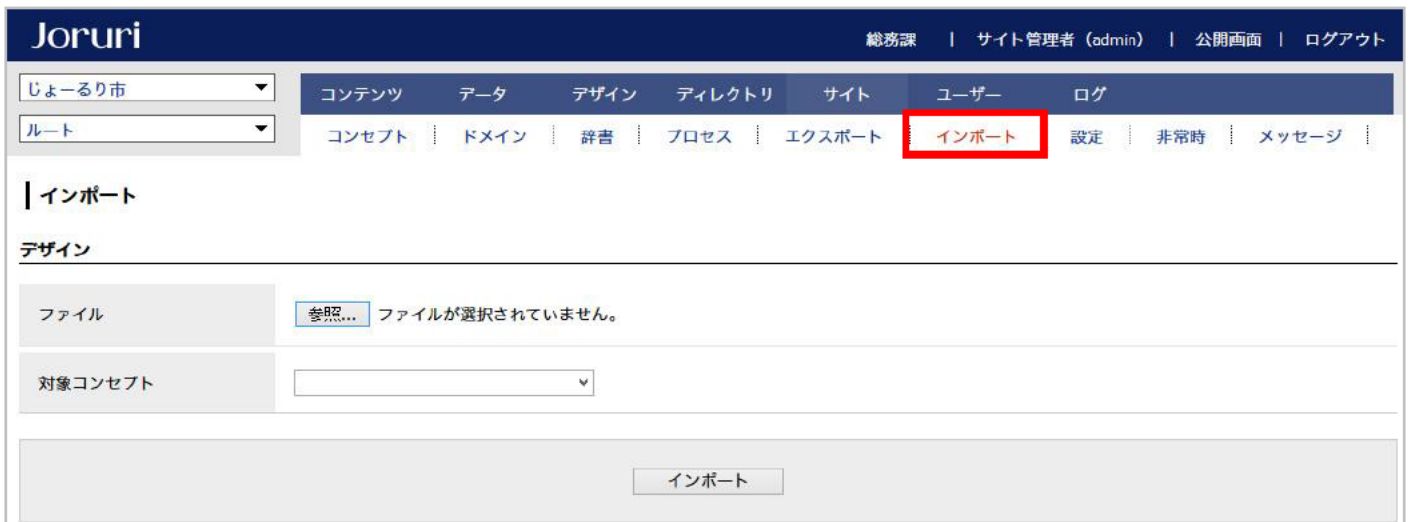 Joruri 総務課 | サイト管理者（admin） | 公開画面 | ログアウト
じょーるり市 コンテンツ データ デザイン ディレクトリ サイト ユーザー ログ
ルート コンセプト ドメイン 辞書 プロセス エクスポート インポート 設定 非常時 メッセージ
インポート
デザイン
ファイル 参照... ファイルが選択されていません。
対象コンセプト
インポート